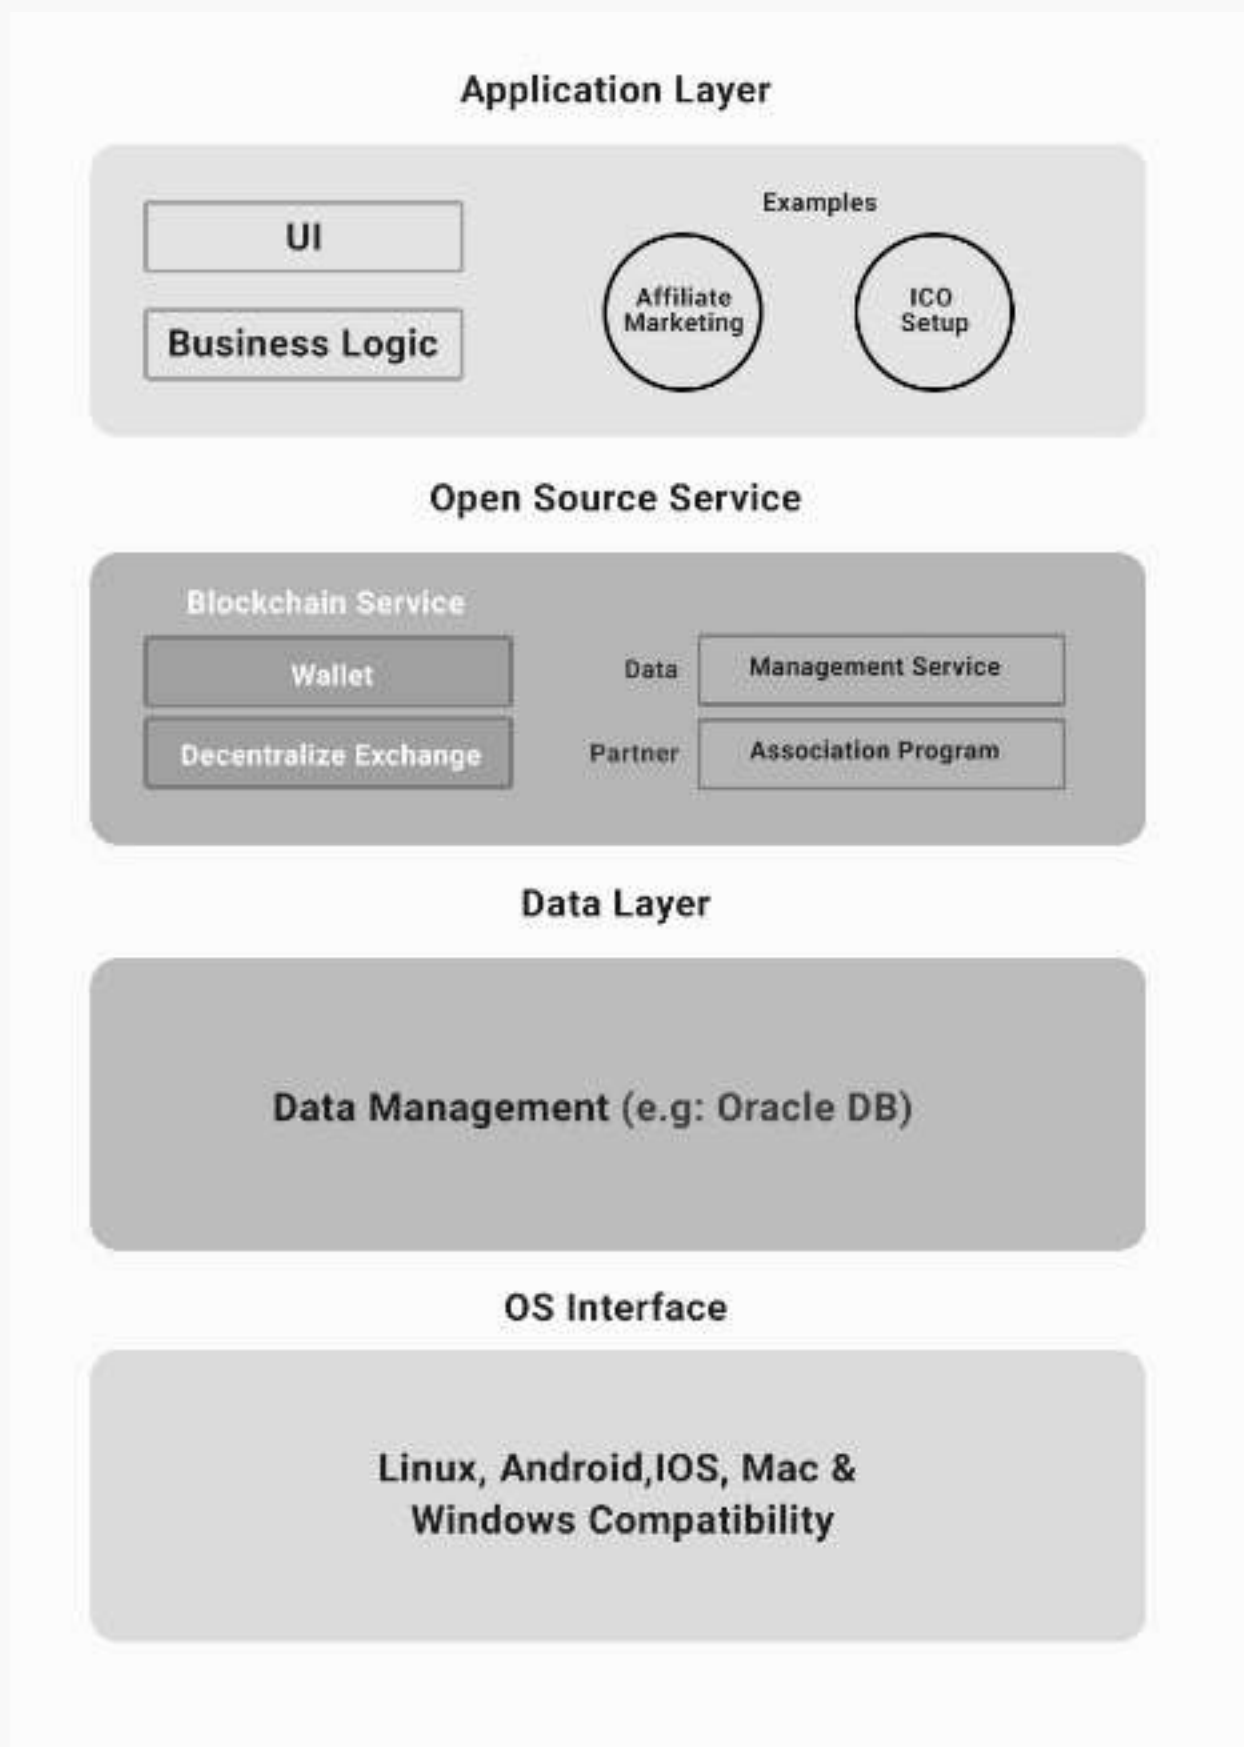 Application Layer
UI
Business Logic
Examples
Affiliate
Marketing
ICO
Setup
Open Source Service
Blockchain Service
Wallet
Decentralize Exchange
Data
Management Service
Partner
Association Program
Data Layer
Data Management (e.g: Oracle DB)
OS Interface
Linux, Android,IOS, Mac &
Windows Compatibility